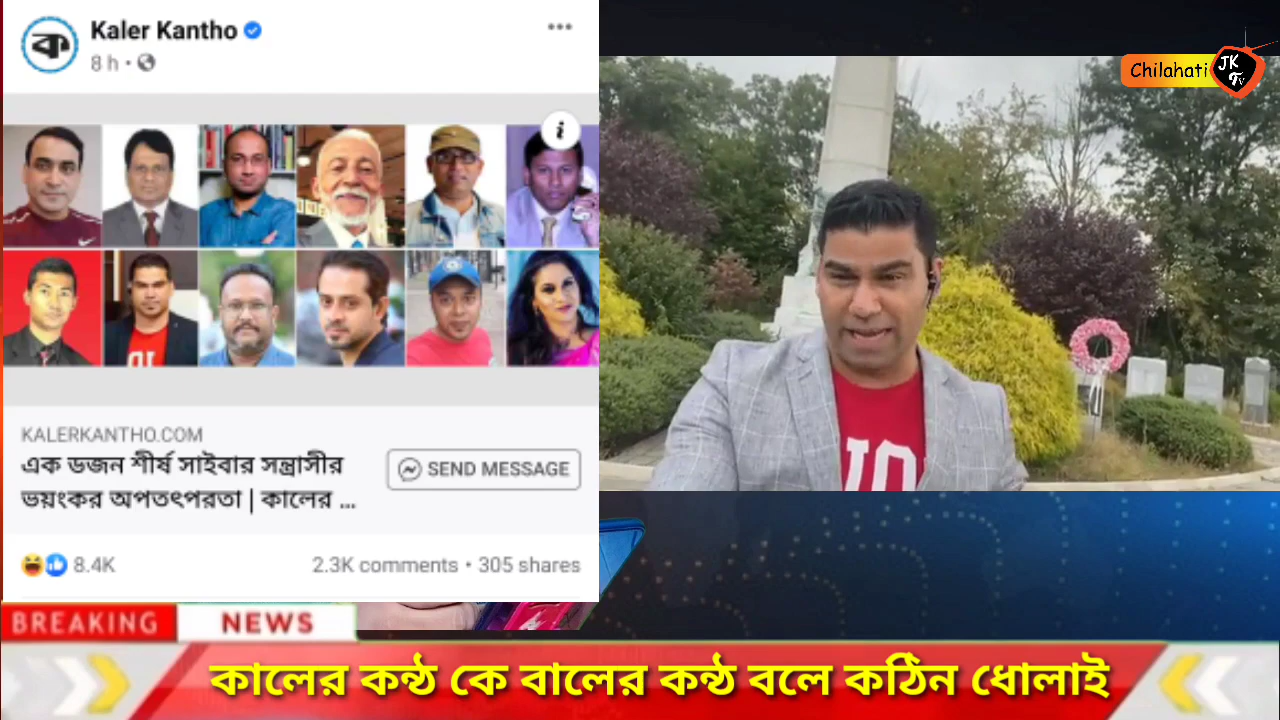 Kaler Kantho
8 h
KALERKANTHO.COM
এক ডজন শীর্ষ সাইবার সন্ত্রাসীর
ভয়ংকর অপতৎপরতা | কালের ...
SEND MESSAGE
8.4K
2.3K comments • 305 shares
Chilahati
JK
Tv
BREAKING NEWS
কালের কন্ঠ কে বালের কন্ঠ বলে কঠিন ধোলাই